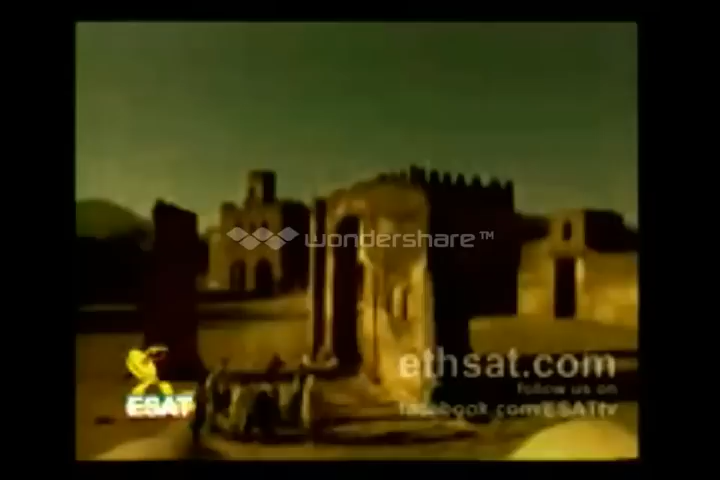 wondershare™
ethsat.com
follow us on
facebook.com/ESATtv
ESAT